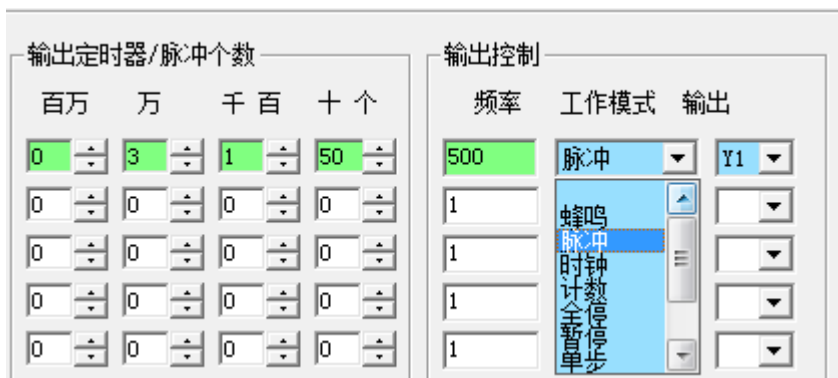 输出定时器/脉冲个数 输出控制
百万 万 千 百 十 个 频率 工作模式 输出
0 3 1 50 500 脉冲 Y1
0 0 0 0 1 蜂鸣
脉冲
0 0 0 0 1 时钟
计数
0 0 0 0 1 全停
暂停
0 0 0 0 1 单步